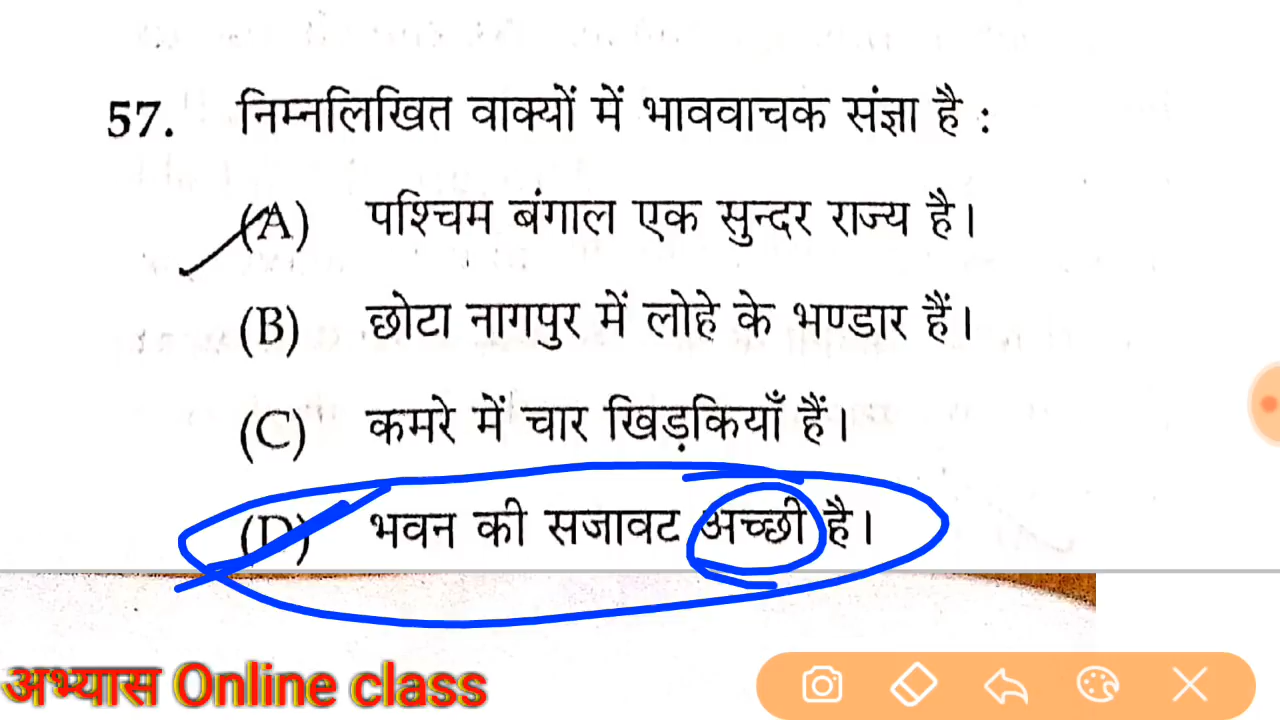 57. निम्नलिखित वाक्यों में भाववाचक संज्ञा है :
(A) पश्चिम बंगाल एक सुन्दर राज्य है।
(B) छोटा नागपुर में लोहे के भण्डार हैं।
(C) कमरे में चार खिड़कियाँ हैं।
(D) भवन की सजावट अच्छी है।
अभ्यास Online class